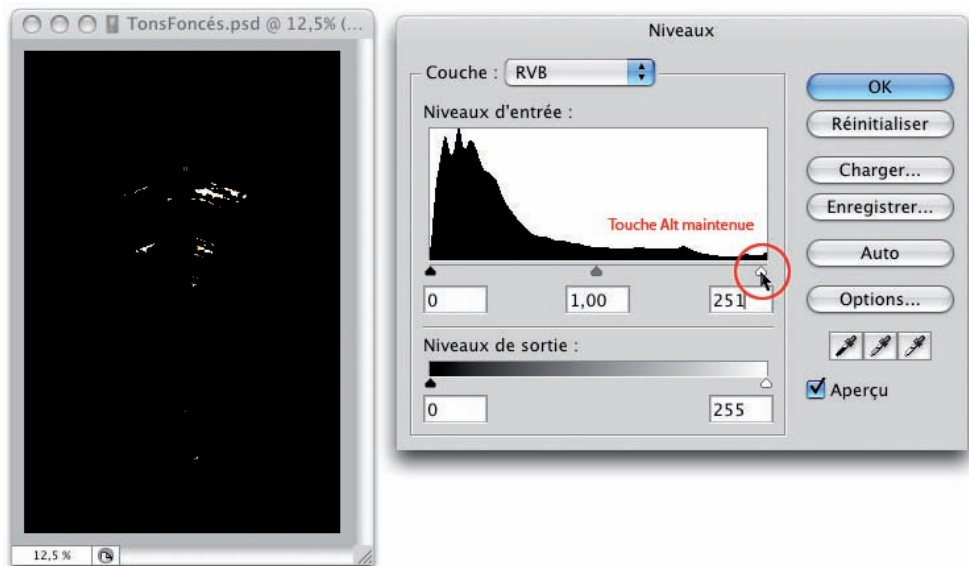 TonsFoncés.psd @ 12,5% (...
12,5 %
Niveaux
Couche : RVB
Niveaux d'entrée :
Touche Alt maintenue
0
1,00
251
Niveaux de sortie :
0
255
OK
Réinitialiser
Charger...
Enregistrer...
Auto
Options...
Aperçu